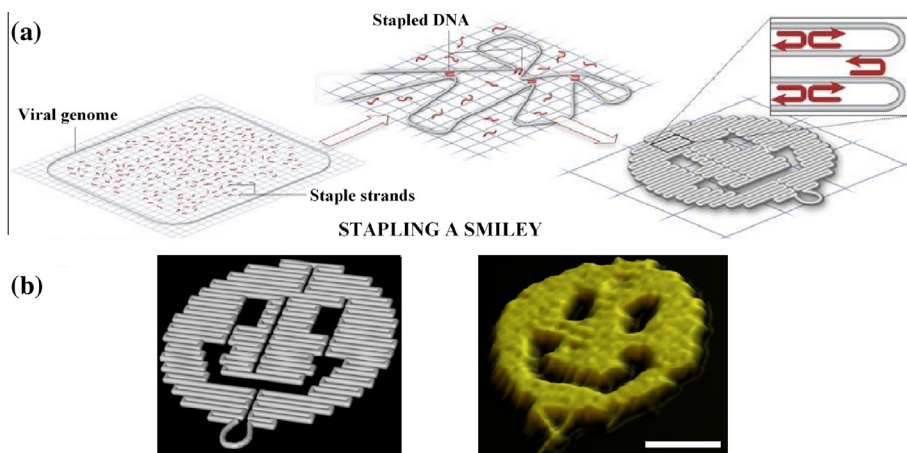 (a)
Stapled DNA
Viral genome
Staple strands
STAPLING A SMILEY
(b)